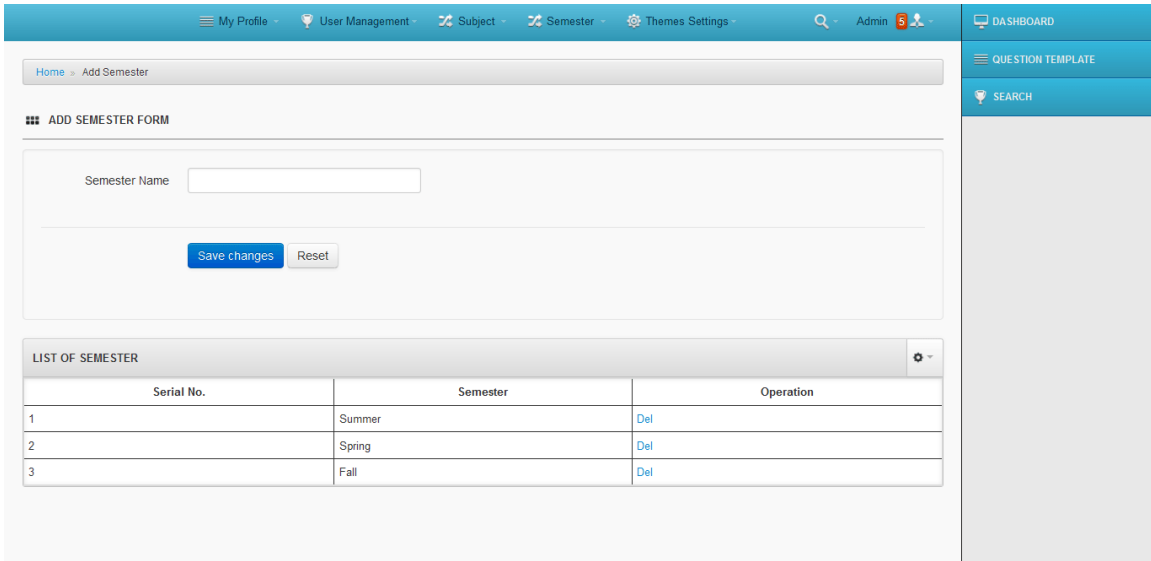 My Profile User Management Subject Semester Themes Settings Admin 5
DASHBOARD
QUESTION TEMPLATE
SEARCH
Home » Add Semester
ADD SEMESTER FORM
Semester Name
Save changes Reset
LIST OF SEMESTER
Serial No. Semester Operation
1 Summer Del
2 Spring Del
3 Fall Del